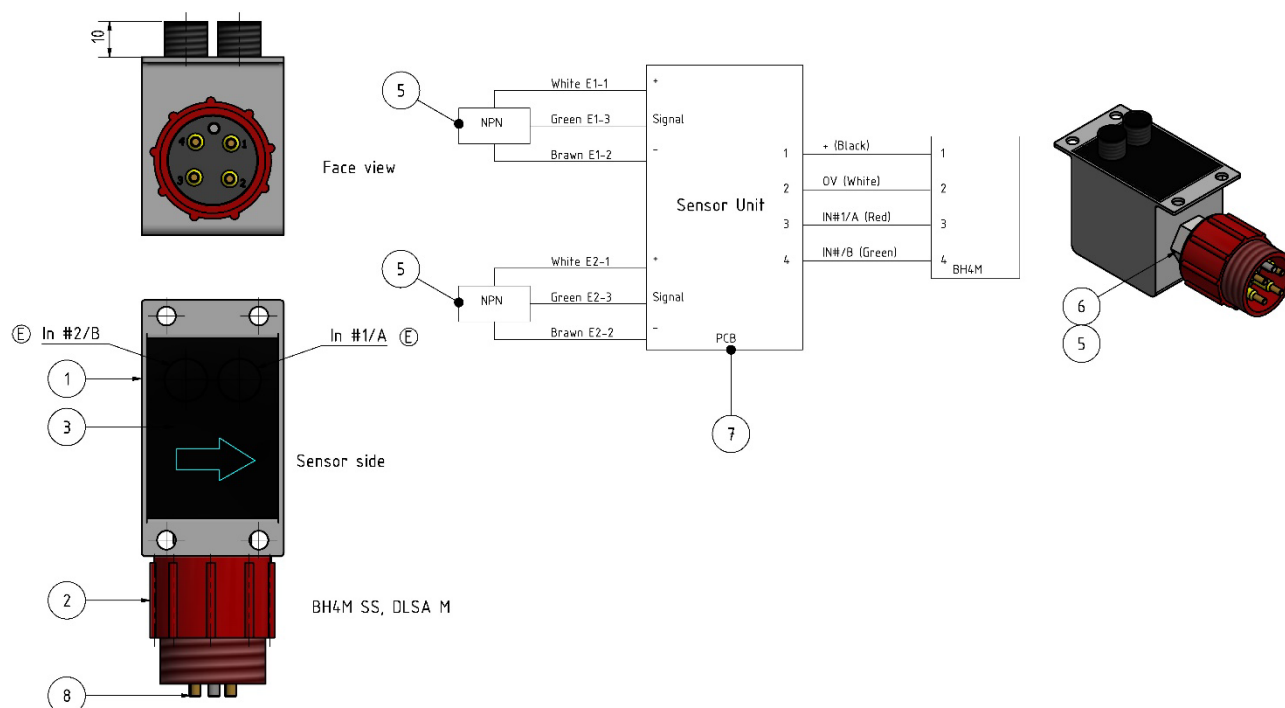 10
4
1
3
2
Face view
E In #2/B
In #1/A E
1
3
Sensor side
2
BH4M SS, DLSA M
8
5
NPN
White E1-1
Green E1-3
Brawn E1-2
+
Signal
-
5
NPN
White E2-1
Green E2-3
Brawn E2-2
+
Signal
-
Sensor Unit
PCB
7
1 + (Black) 1
2 0V (White) 2
3 IN#1/A (Red) 3
4 IN#/B (Green) 4
BH4M
6
5